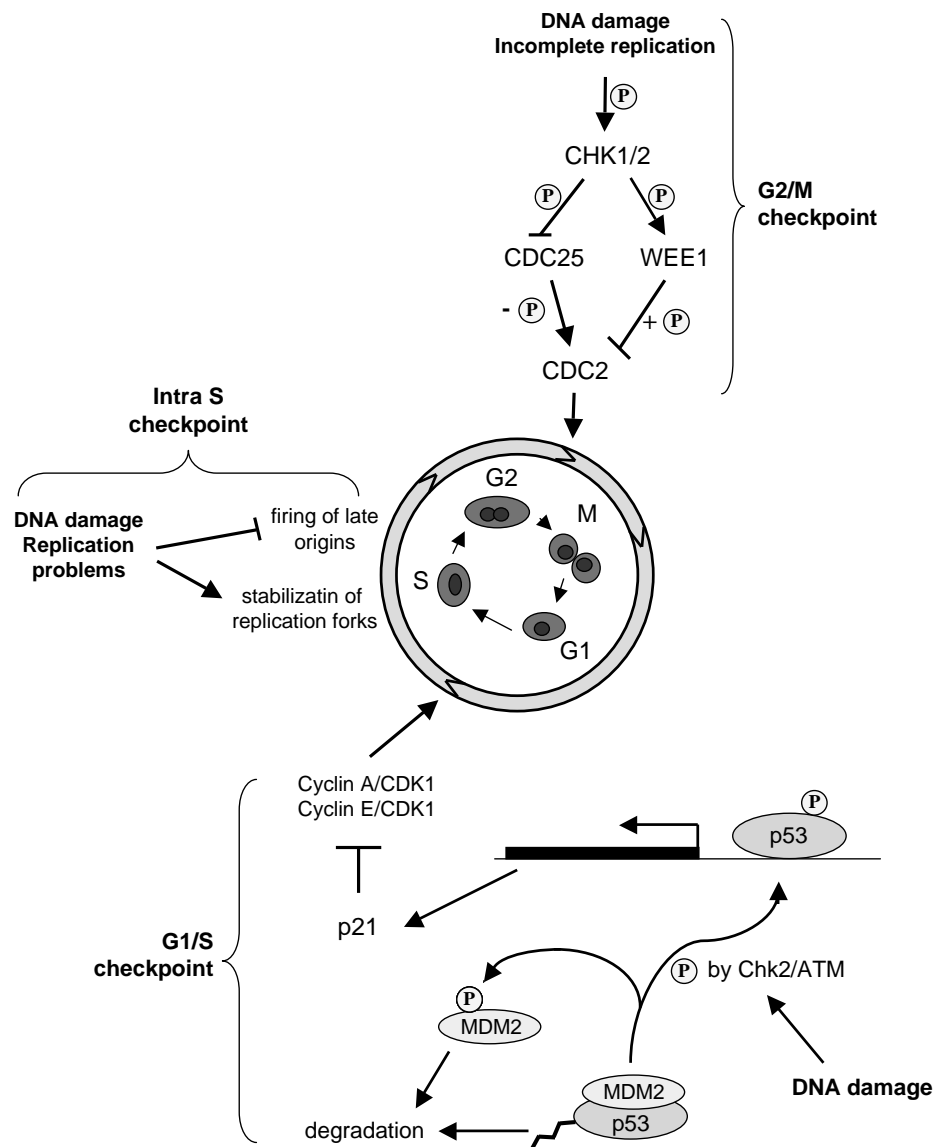 DNA damage
Incomplete replication
P
CHK1/2
P
P
CDC25
WEE1
- P
+ P
CDC2
G2/M
checkpoint
Intra S
checkpoint
DNA damage
Replication
problems
firing of late
origins
stabilizatin of
replication forks
G2
M
S
G1
Cyclin A/CDK1
Cyclin E/CDK1
p21
G1/S
checkpoint
P
p53
P by Chk2/ATM
P
MDM2
DNA damage
MDM2
p53
degradation